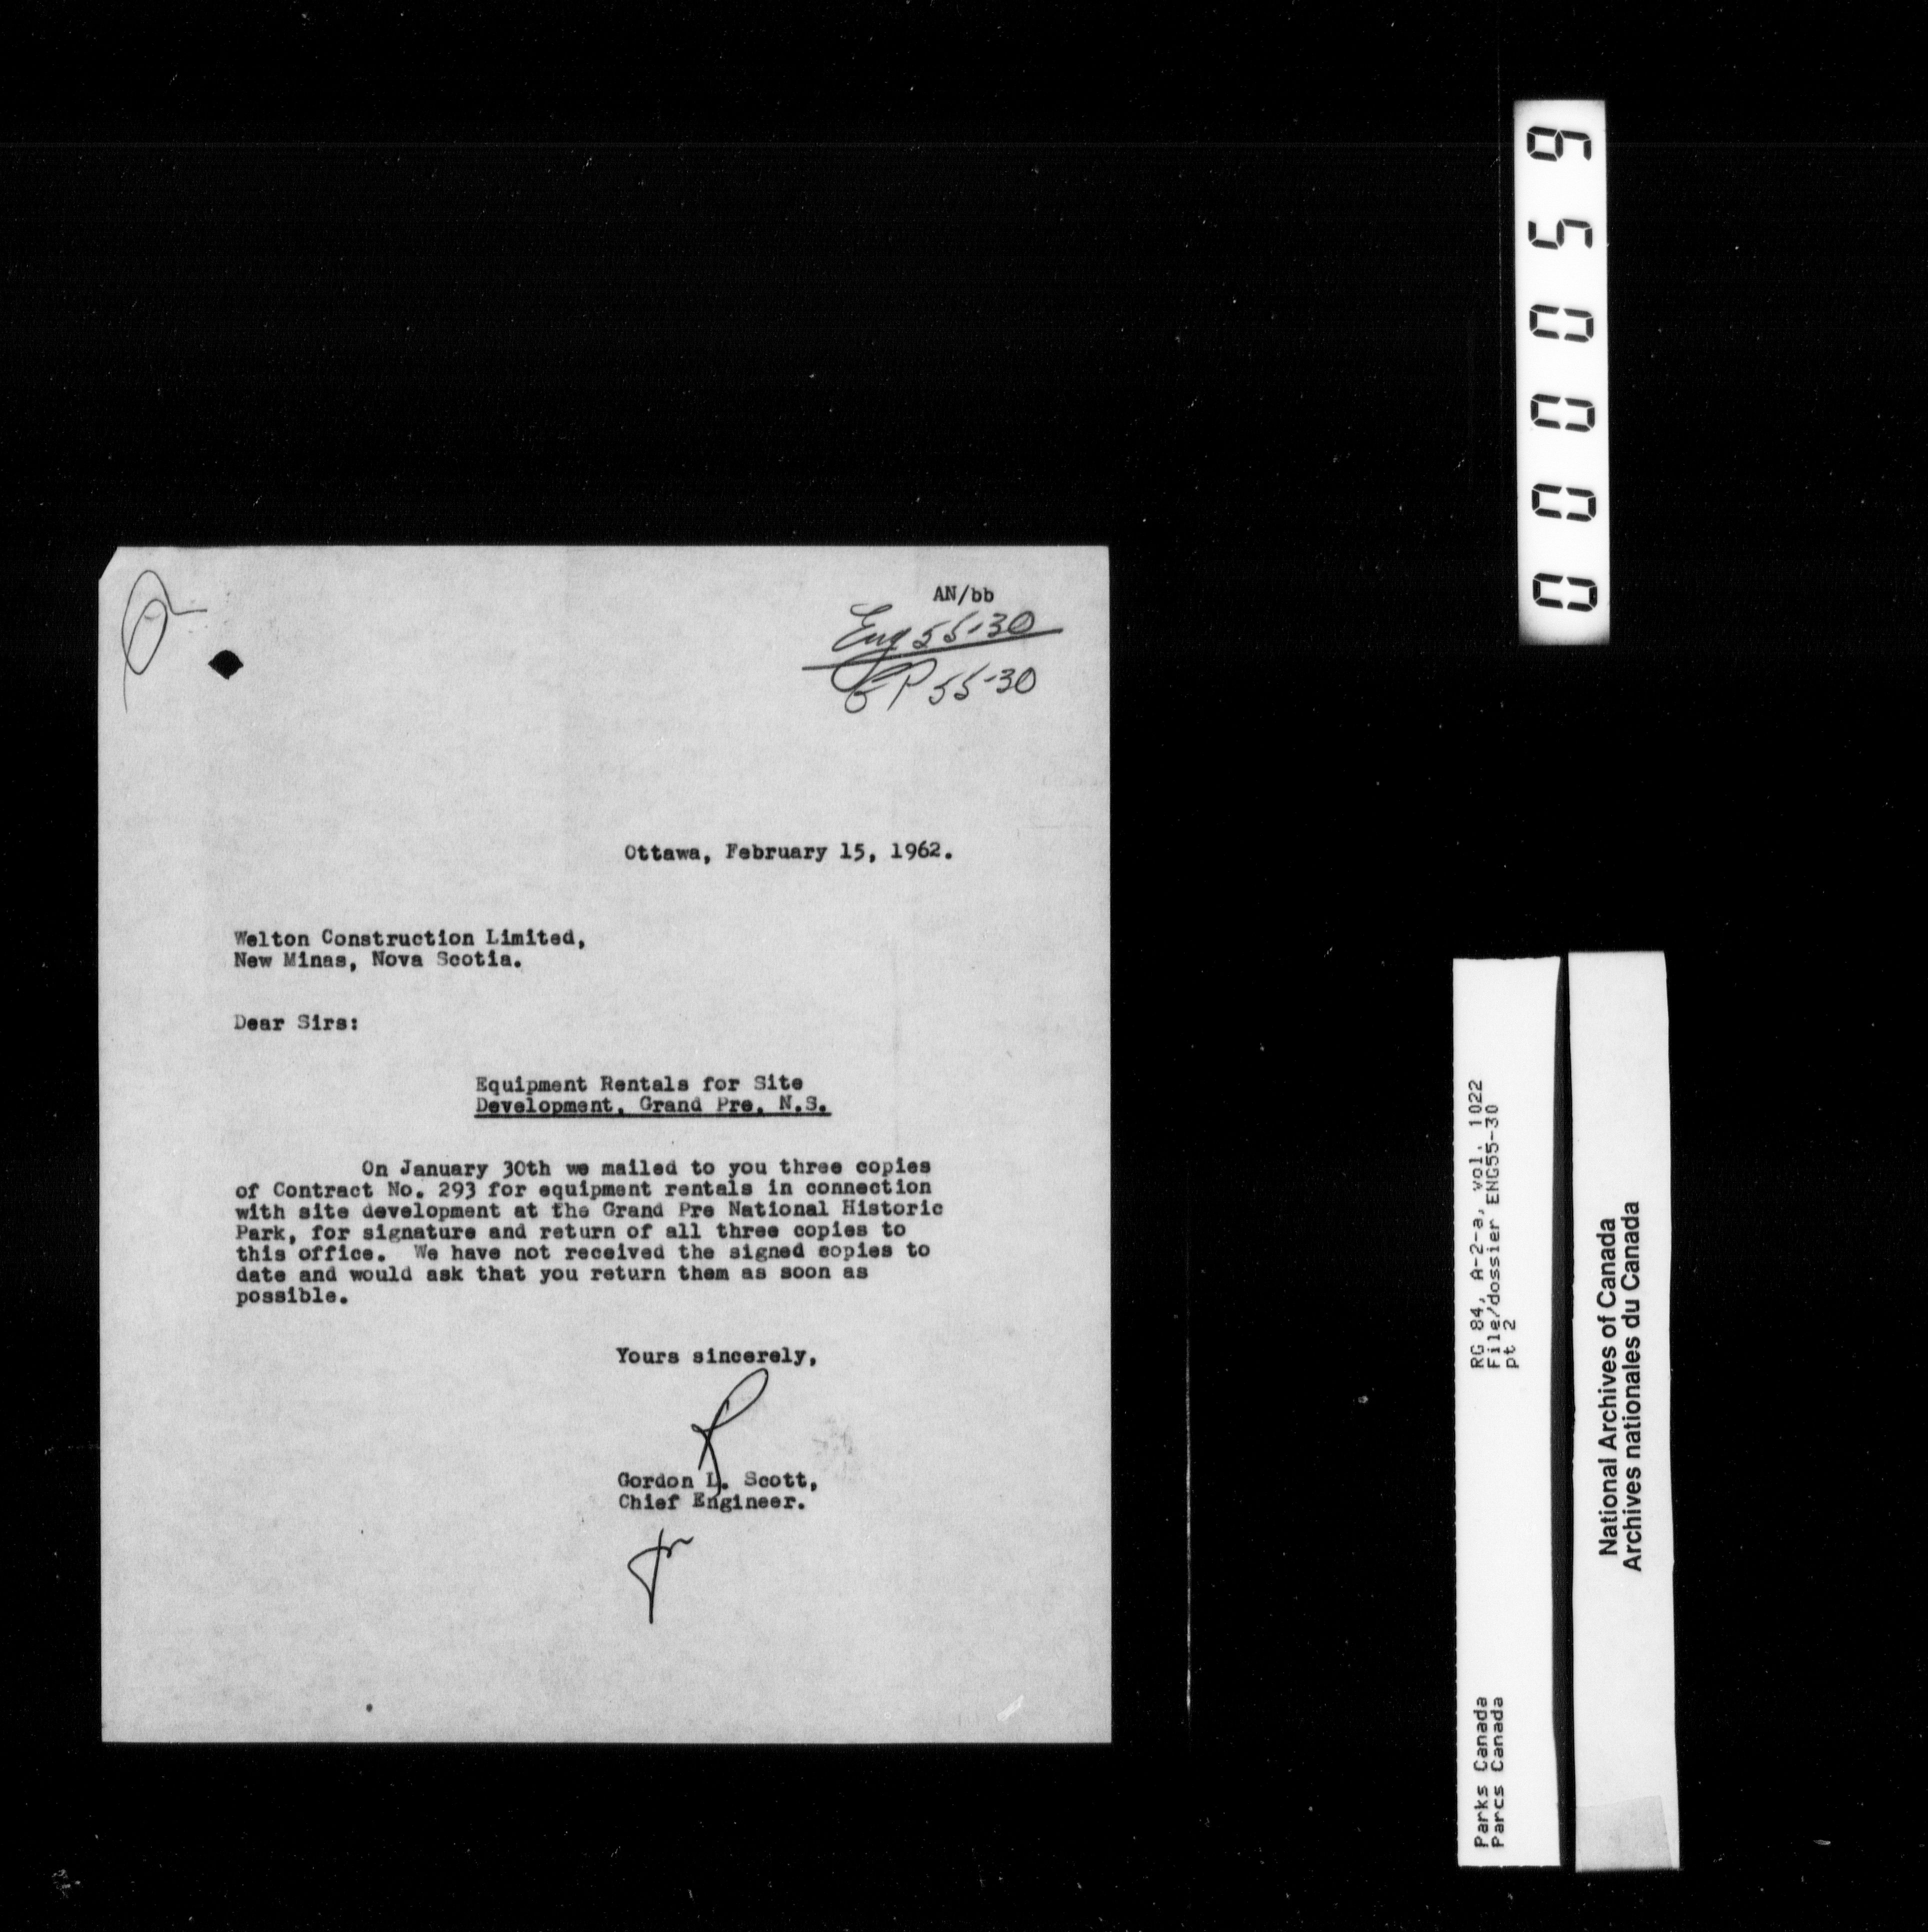 AN/bb
Eng 55-30
GP 55-30
Ottawa, February 15, 1962.
Welton Construction Limited,
New Minas, Nova Scotia.
Dear Sirs:
Equipment Rentals for Site
Development, Grand Pre, N.S.
On January 30th we mailed to you three copies
of Contract No. 293 for equipment rentals in connection
with site development at the Grand Pre National Historic
Park, for signature and return of all three copies to
this office.  We have not received the signed copies to
date and would ask that you return them as soon as
possible.
Yours sincerely,
Gordon L. Scott,
Chief Engineer.
000059
RG 84, A-2-a, vol. 1022
File/dossier ENG55-30
pt 2
Parks Canada
Parcs Canada
National Archives of Canada
Archives nationales du Canada